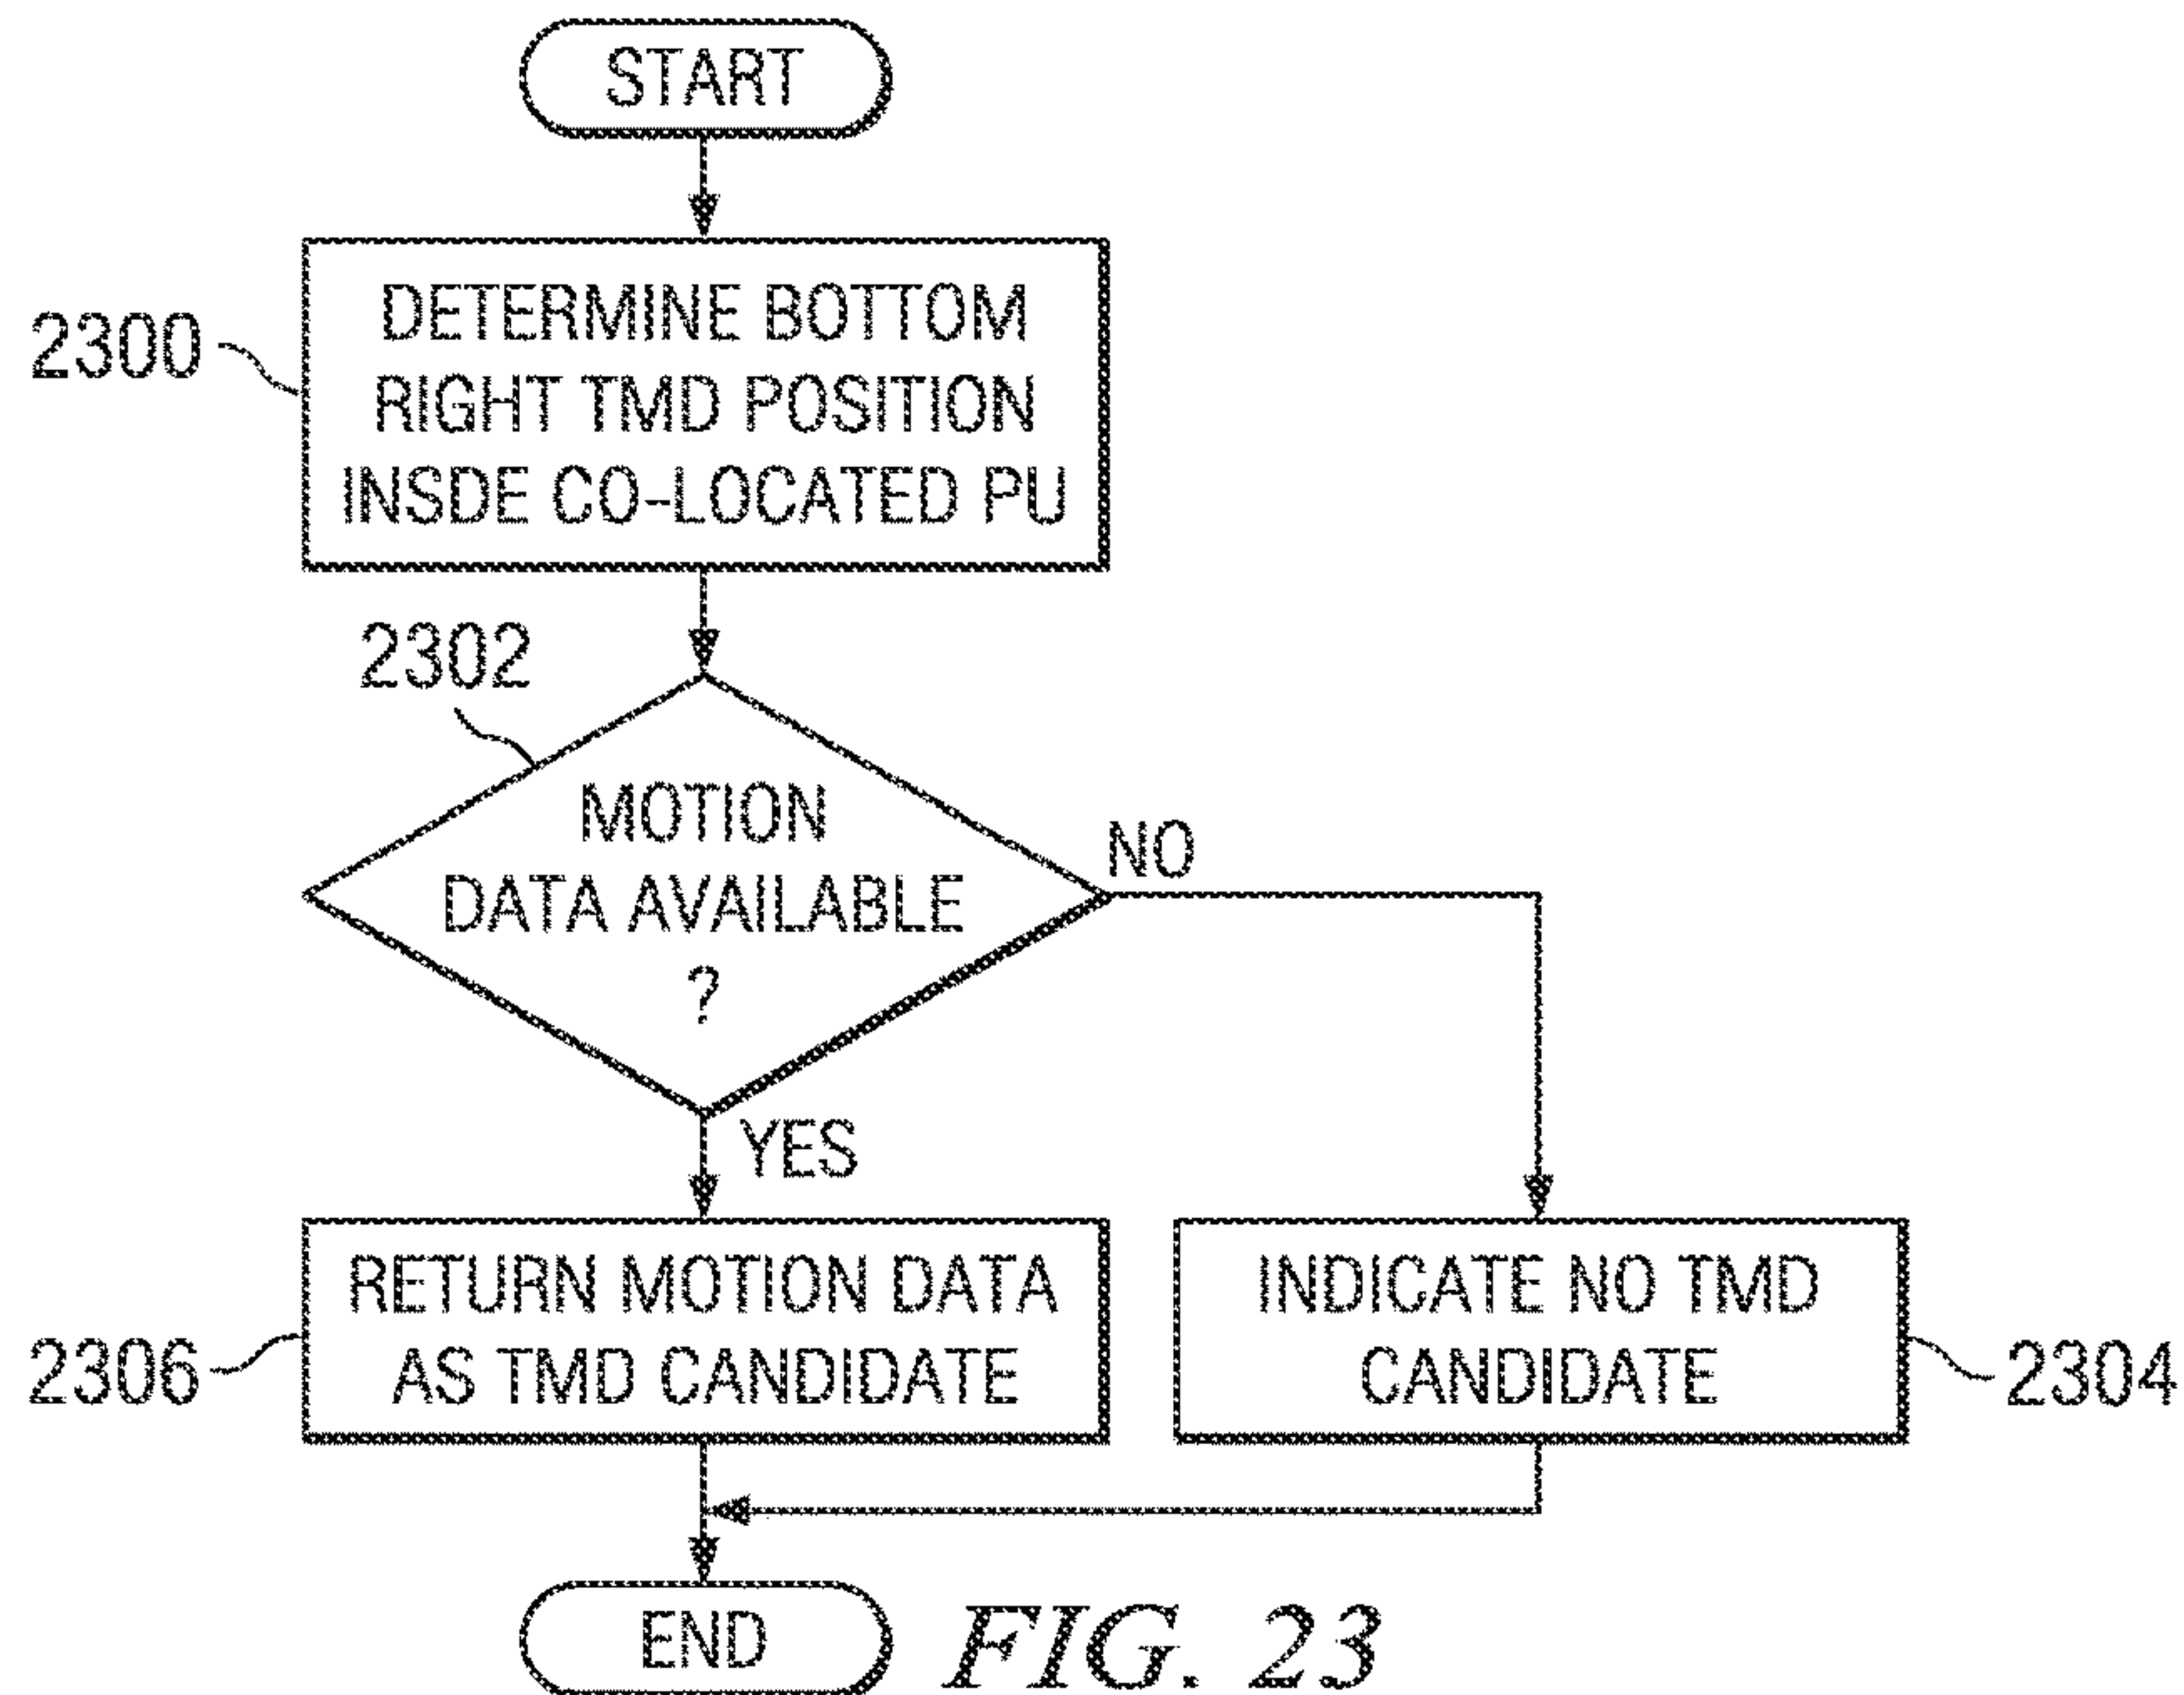 START
2300
DETERMINE BOTTOM
RIGHT TMD POSITION
INSDE CO-LOCATED PU
2302
MOTION
DATA AVAILABLE
?
NO
YES
2306
RETURN MOTION DATA
AS TMD CANDIDATE
INDICATE NO TMD
CANDIDATE
2304
END
FIG. 23